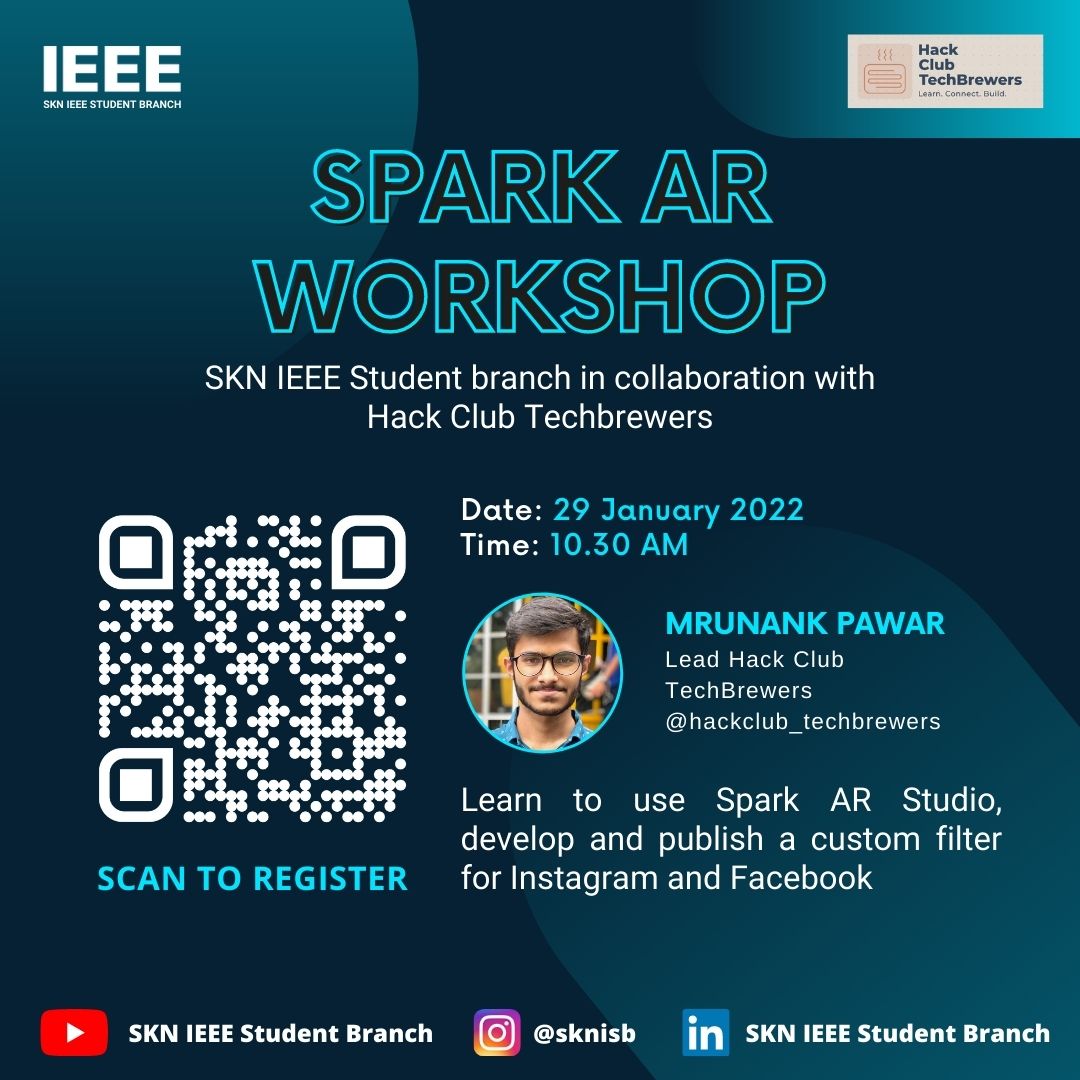 IEEE
SKN IEEE STUDENT BRANCH
Hack
Club
TechBrewers
Learn. Connect. Build.
SPARK AR
WORKSHOP
SKN IEEE Student branch in collaboration with
Hack Club Techbrewers
Date: 29 January 2022
Time: 10.30 AM
MRUNANK PAWAR
Lead Hack Club
TechBrewers
@hackclub_techbrewers
Learn to use Spark AR Studio,
develop and publish a custom filter
for Instagram and Facebook
SCAN TO REGISTER
SKN IEEE Student Branch
@sknisb
in
SKN IEEE Student Branch